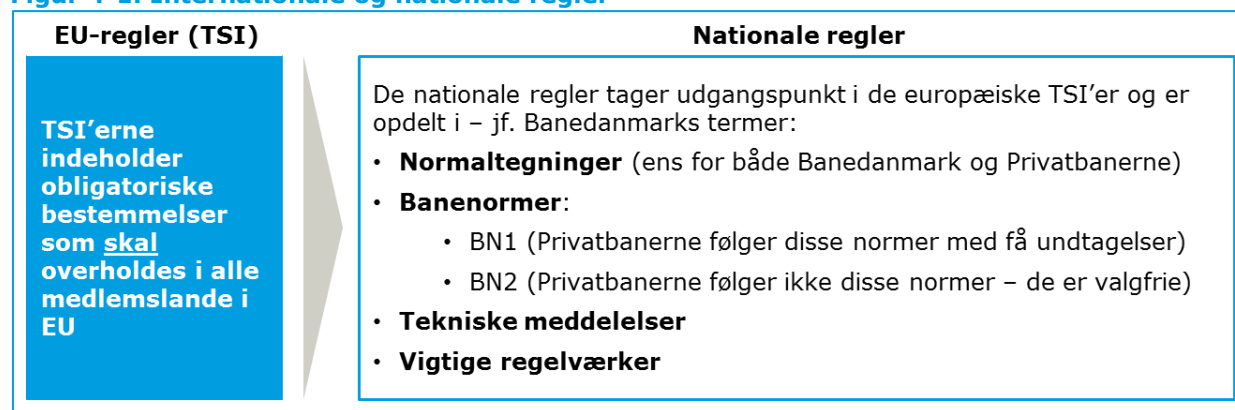 EU-regler (TSI)
Nationale regler
TSI’erne
indeholder
obligatoriske
bestemmelser
som skal
overholdes i alle
medlemslande i
EU
De nationale regler tager udgangspunkt i de europæiske TSI’er og er
opdelt i – jf. Banedanmarks termer:
• Normaltegninger (ens for både Banedanmark og Privatbanerne)
• Banenormer:
• BN1 (Privatbanerne følger disse normer med få undtagelser)
• BN2 (Privatbanerne følger ikke disse normer – de er valgfrie)
• Tekniske meddelelser
• Vigtige regelværker